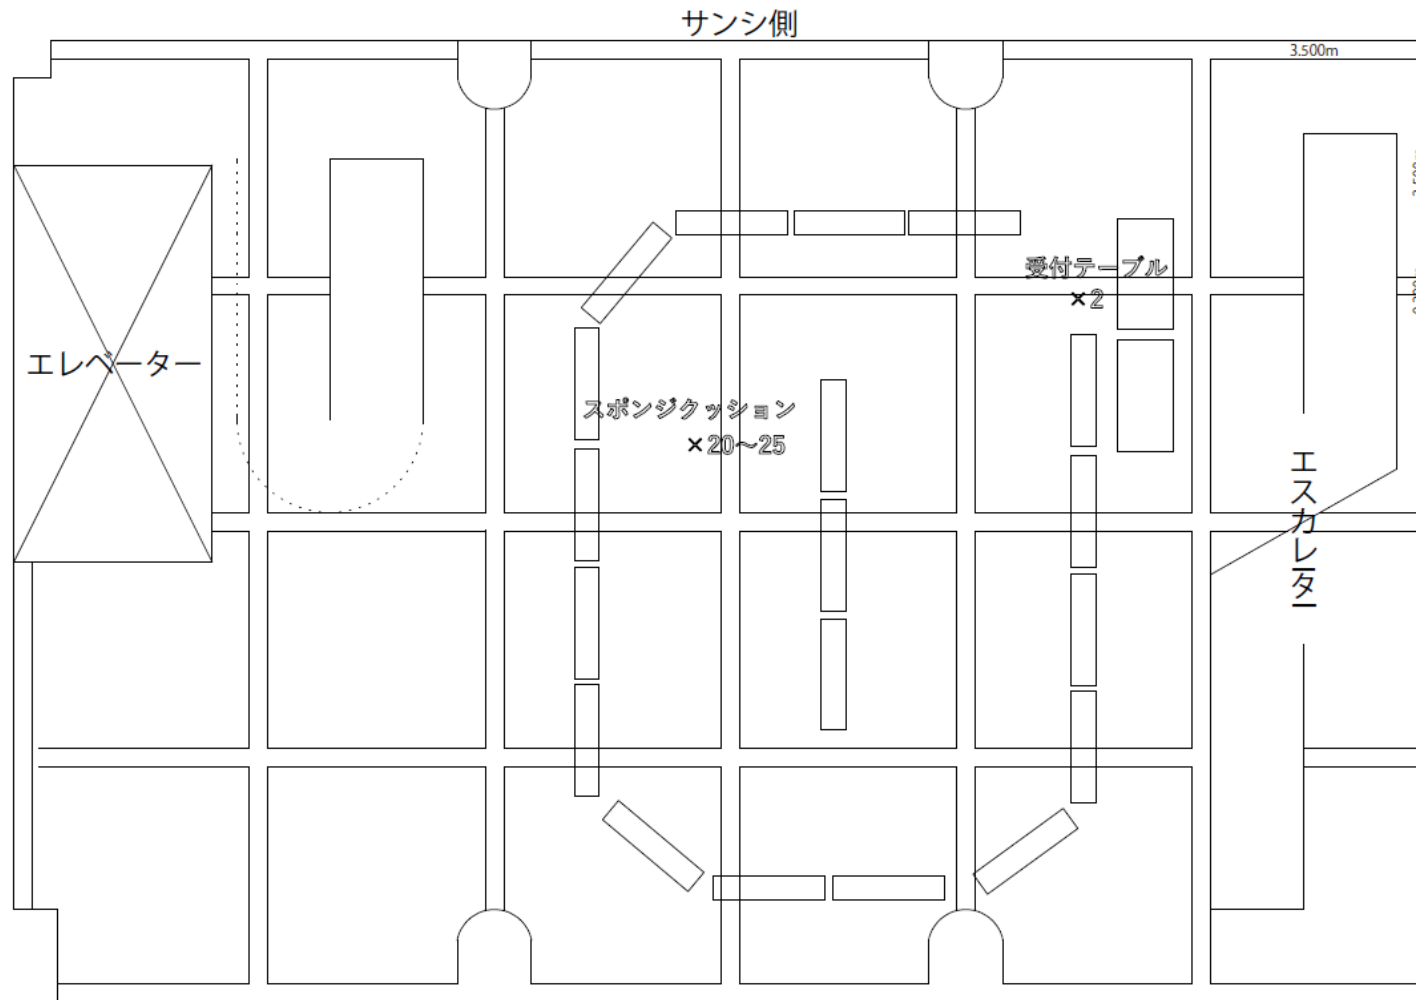 サンシ側
3.500m
受付テーブル
×2
エレベーター
スポンジクッション
×20〜25
エスカレーター